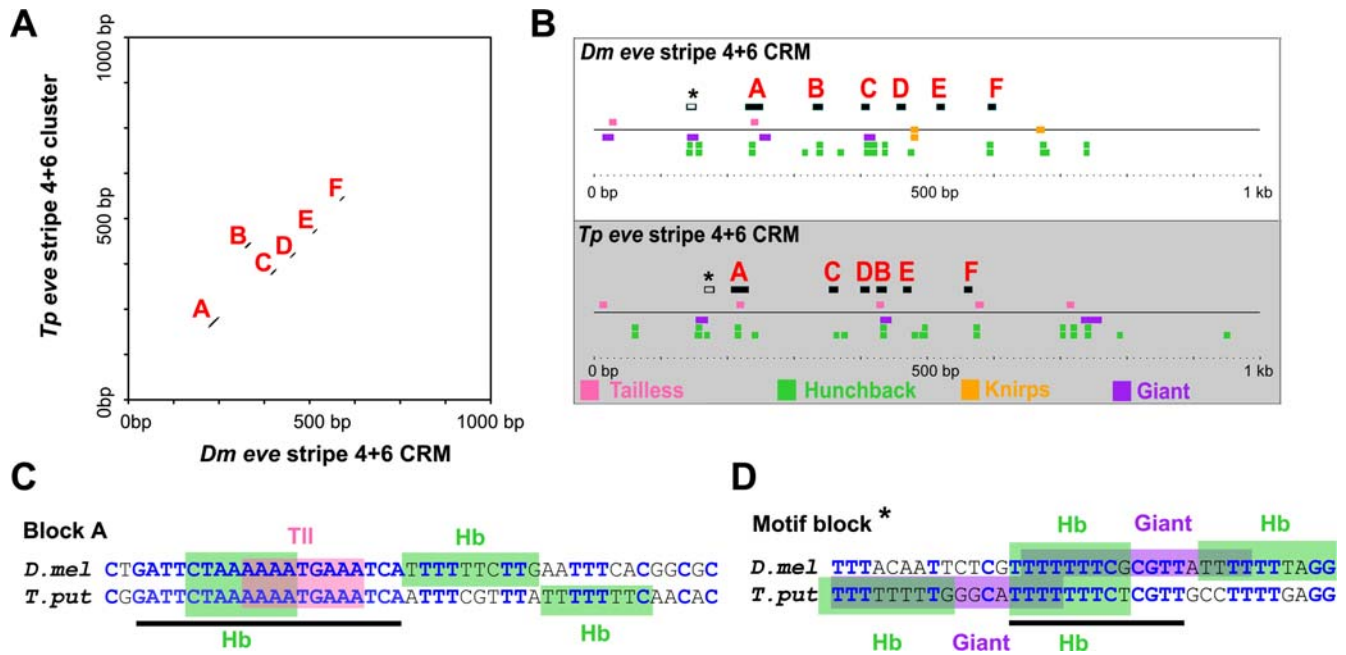 A
Tp eve stripe 4+6 cluster
1000 bp
500 bp
0bp
A
B
C
D
E
F
0bp
500 bp
1000 bp
Dm eve stripe 4+6 CRM
B
Dm eve stripe 4+6 CRM
* A B C D E F
0 bp 500 bp 1 kb
Tp eve stripe 4+6 CRM
* A C D B E F
0 bp 500 bp 1 kb
Tailless Hunchback Knirps Giant
C
Block A
Tll Hb
D.mel CTGATTCTAAAAAAATGAAATCATTTTTTCTTGAATTTCACGGCGC
T.put CGGATTCTAAAAAAATGAAATCAATTTCGTTTATTTTTTTCAACAC
Hb Hb
D
Motif block *
Hb Giant Hb
D.mel TTTACAATTCTCGTTTTTTTCGCGTTATTTTTTTAGG
T.put TTTTTTTTGGGCATTTTTTTCTCGTTGCCTTTTGAGG
Hb Giant Hb